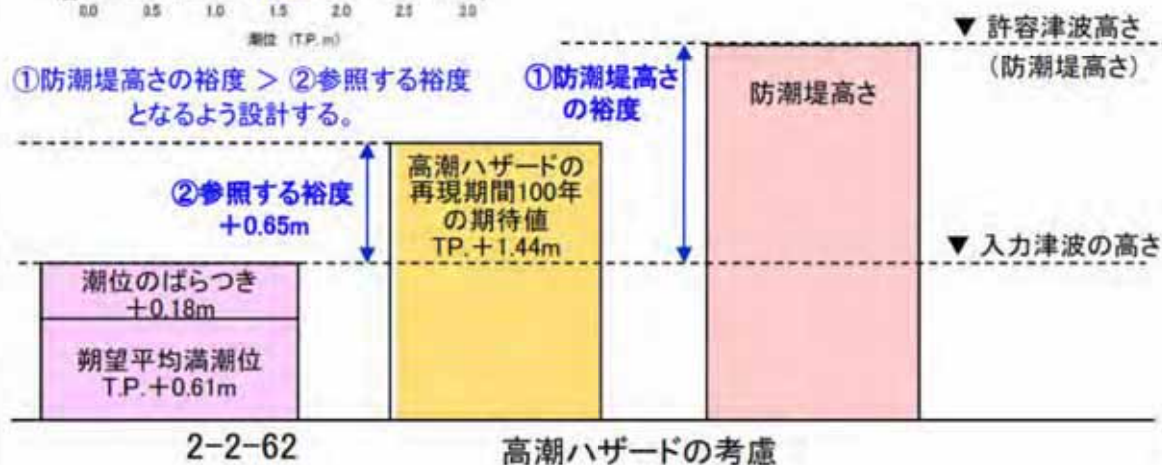 0.0 0.5 1.0 1.5 2.0 2.5 3.0
潮位 (T.P. m)
①防潮堤高さの裕度 > ②参照する裕度
となるよう設計する。
①防潮堤高さ
の裕度
防潮堤高さ
▼ 許容津波高さ
(防潮堤高さ)
②参照する裕度
+0.65m
高潮ハザードの
再現期間100年
の期待値
TP.+1.44m
▼ 入力津波の高さ
潮位のばらつき
+0.18m
朔望平均満潮位
T.P.+0.61m
2-2-62 高潮ハザードの考慮